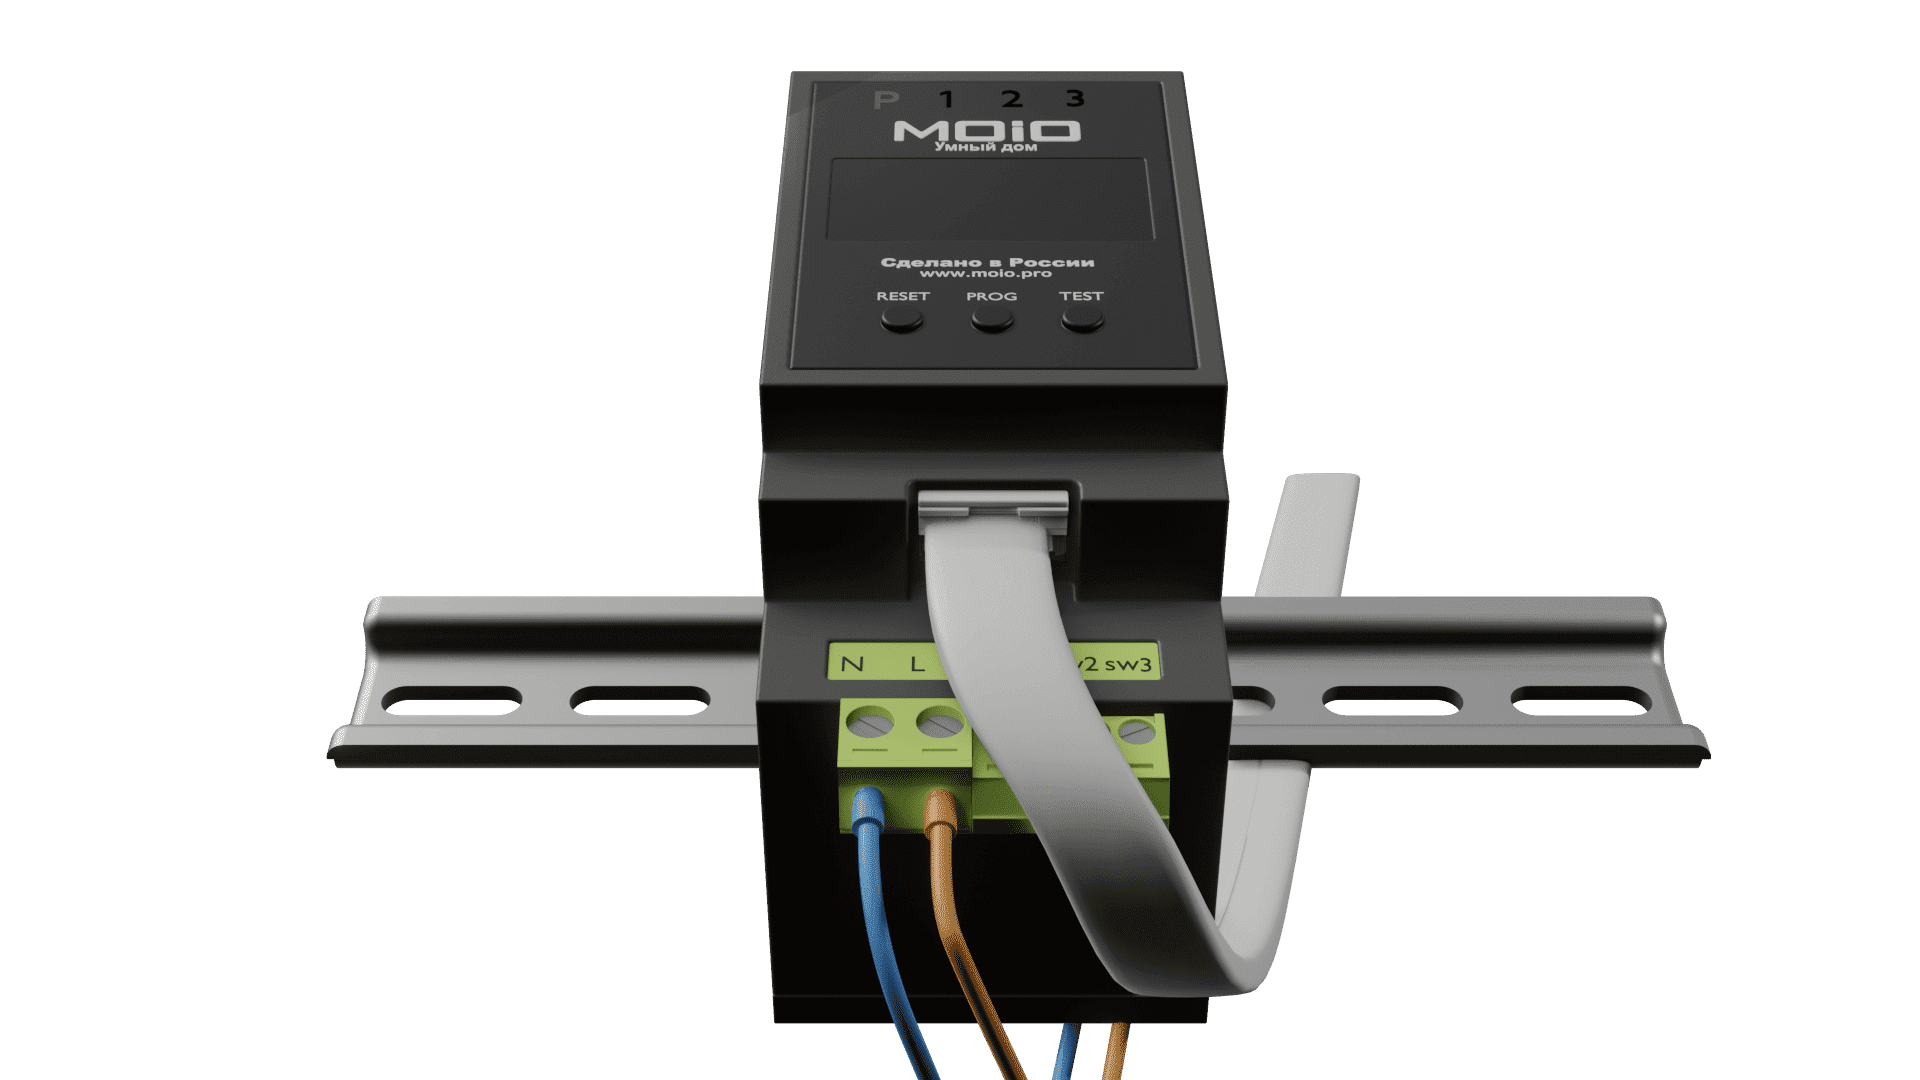 P 1 2 3
MOiO
Умный дом
Сделано в России
www.moio.pro
RESET PROG TEST
N L sw3